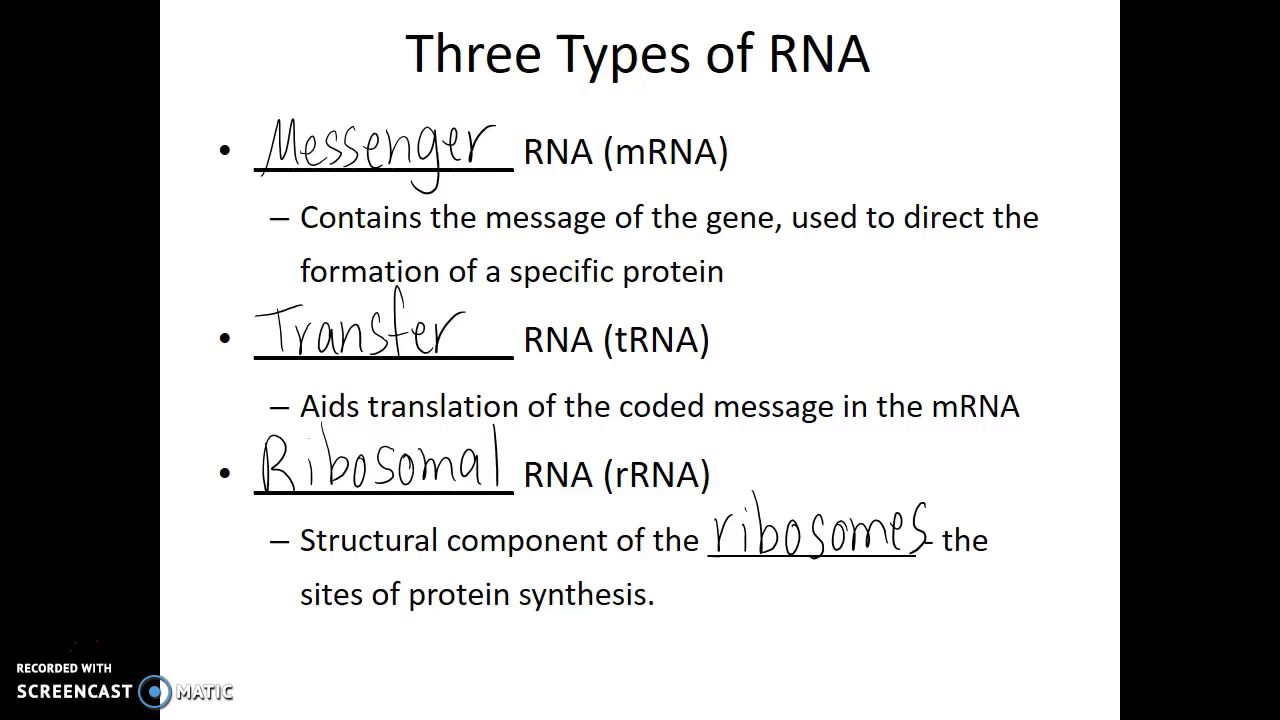 Three Types of RNA
• Messenger RNA (mRNA)
– Contains the message of the gene, used to direct the
formation of a specific protein
• Transfer RNA (tRNA)
– Aids translation of the coded message in the mRNA
• Ribosomal RNA (rRNA)
– Structural component of the ribosomes - the
sites of protein synthesis.
RECORDED WITH
SCREENCAST MATIC